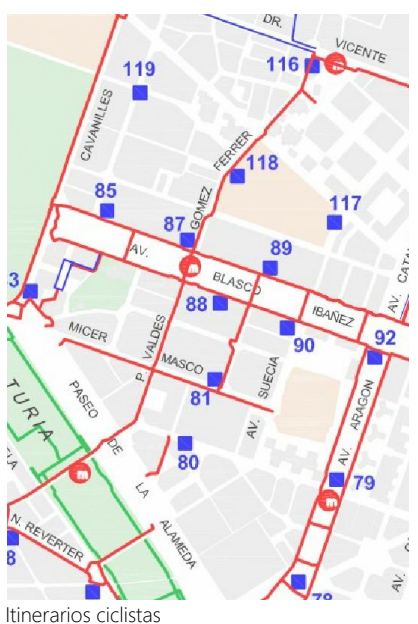 DR.
VICENTE
116
119
CAVANILLES
FERRER
118
GOMEZ
85
117
87
AV.
89
CATA
AV.
BLASCO
3
88
IBAÑEZ
MICER
VALDES
90
92
MASCO
P.
SUECIA
81
TURIA
PASEO
AV.
ARAGON
DE
80
AV.
79
LA
N. REVERTER
ALAMEDA
8
AV.
78
Itinerarios ciclistas